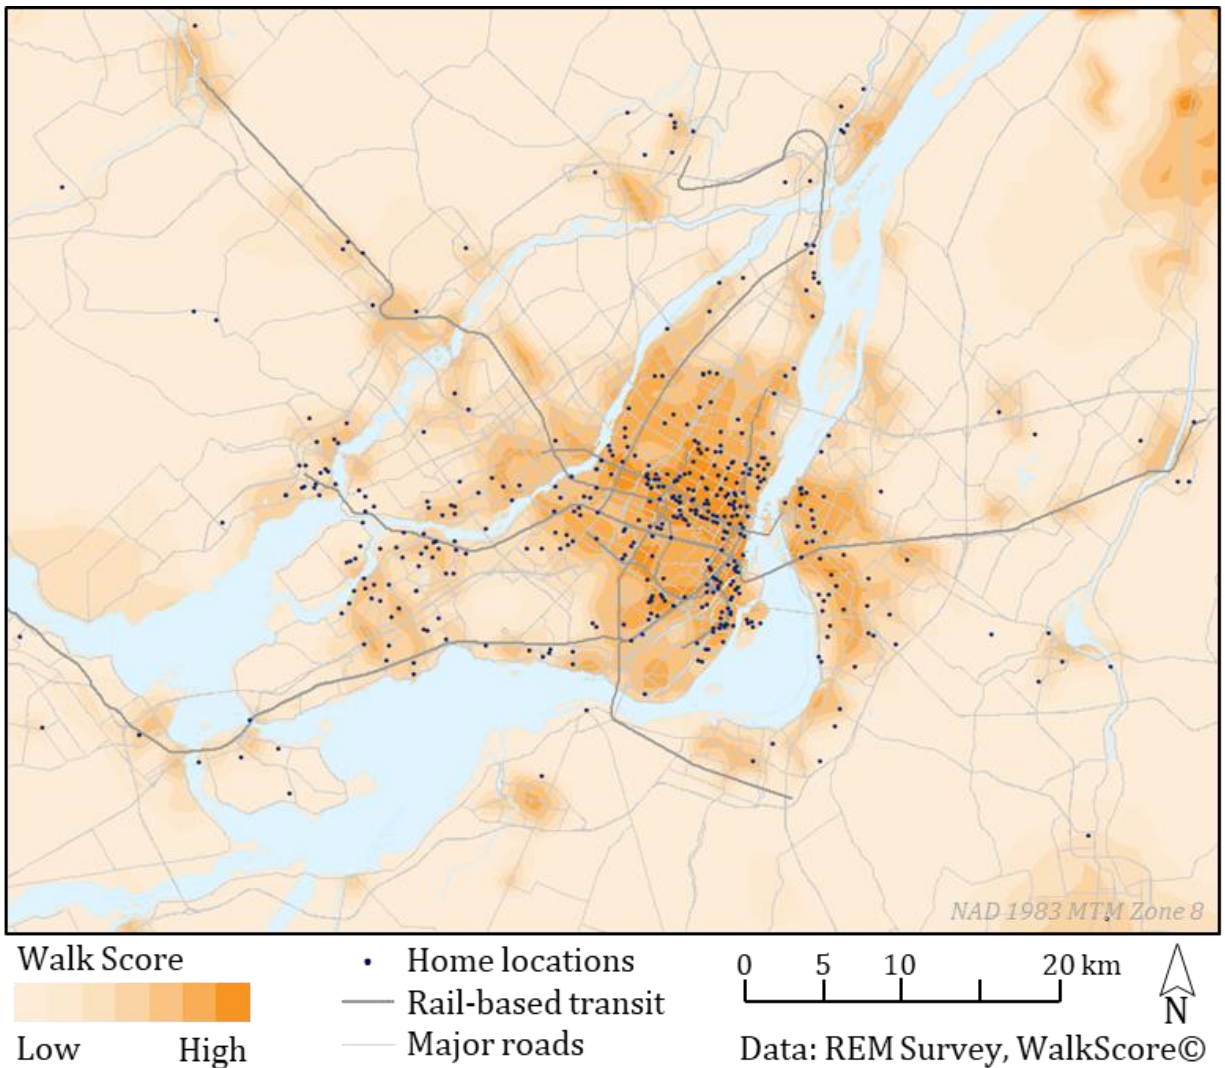 NAD 1983 MTM Zone 8
Walk Score
Low High
Home locations
Rail-based transit
Major roads
0 5 10 20 km
N
Data: REM Survey, WalkScore©